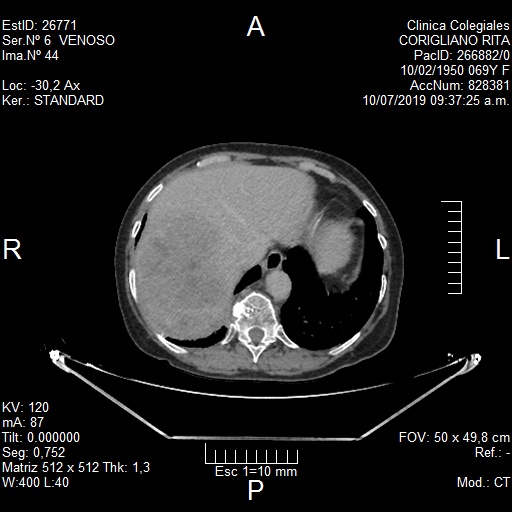 EstID: 26771
Ser.Nº 6 VENOSO
Ima.Nº 44
Loc: -30,2 Ax
Ker.: STANDARD
A
Clinica Colegiales
CORIGLIANO RITA
PacID: 266882/0
10/02/1950 069Y F
AccNum: 828381
10/07/2019 09:37:25 a.m.
R
L
KV: 120
mA: 87
Tilt: 0.000000
Seg: 0,752
Matriz 512 x 512 Thk: 1,3
W:400 L:40
Esc 1=10 mm
P
FOV: 50 x 49,8 cm
Ref.: -
Mod.: CT